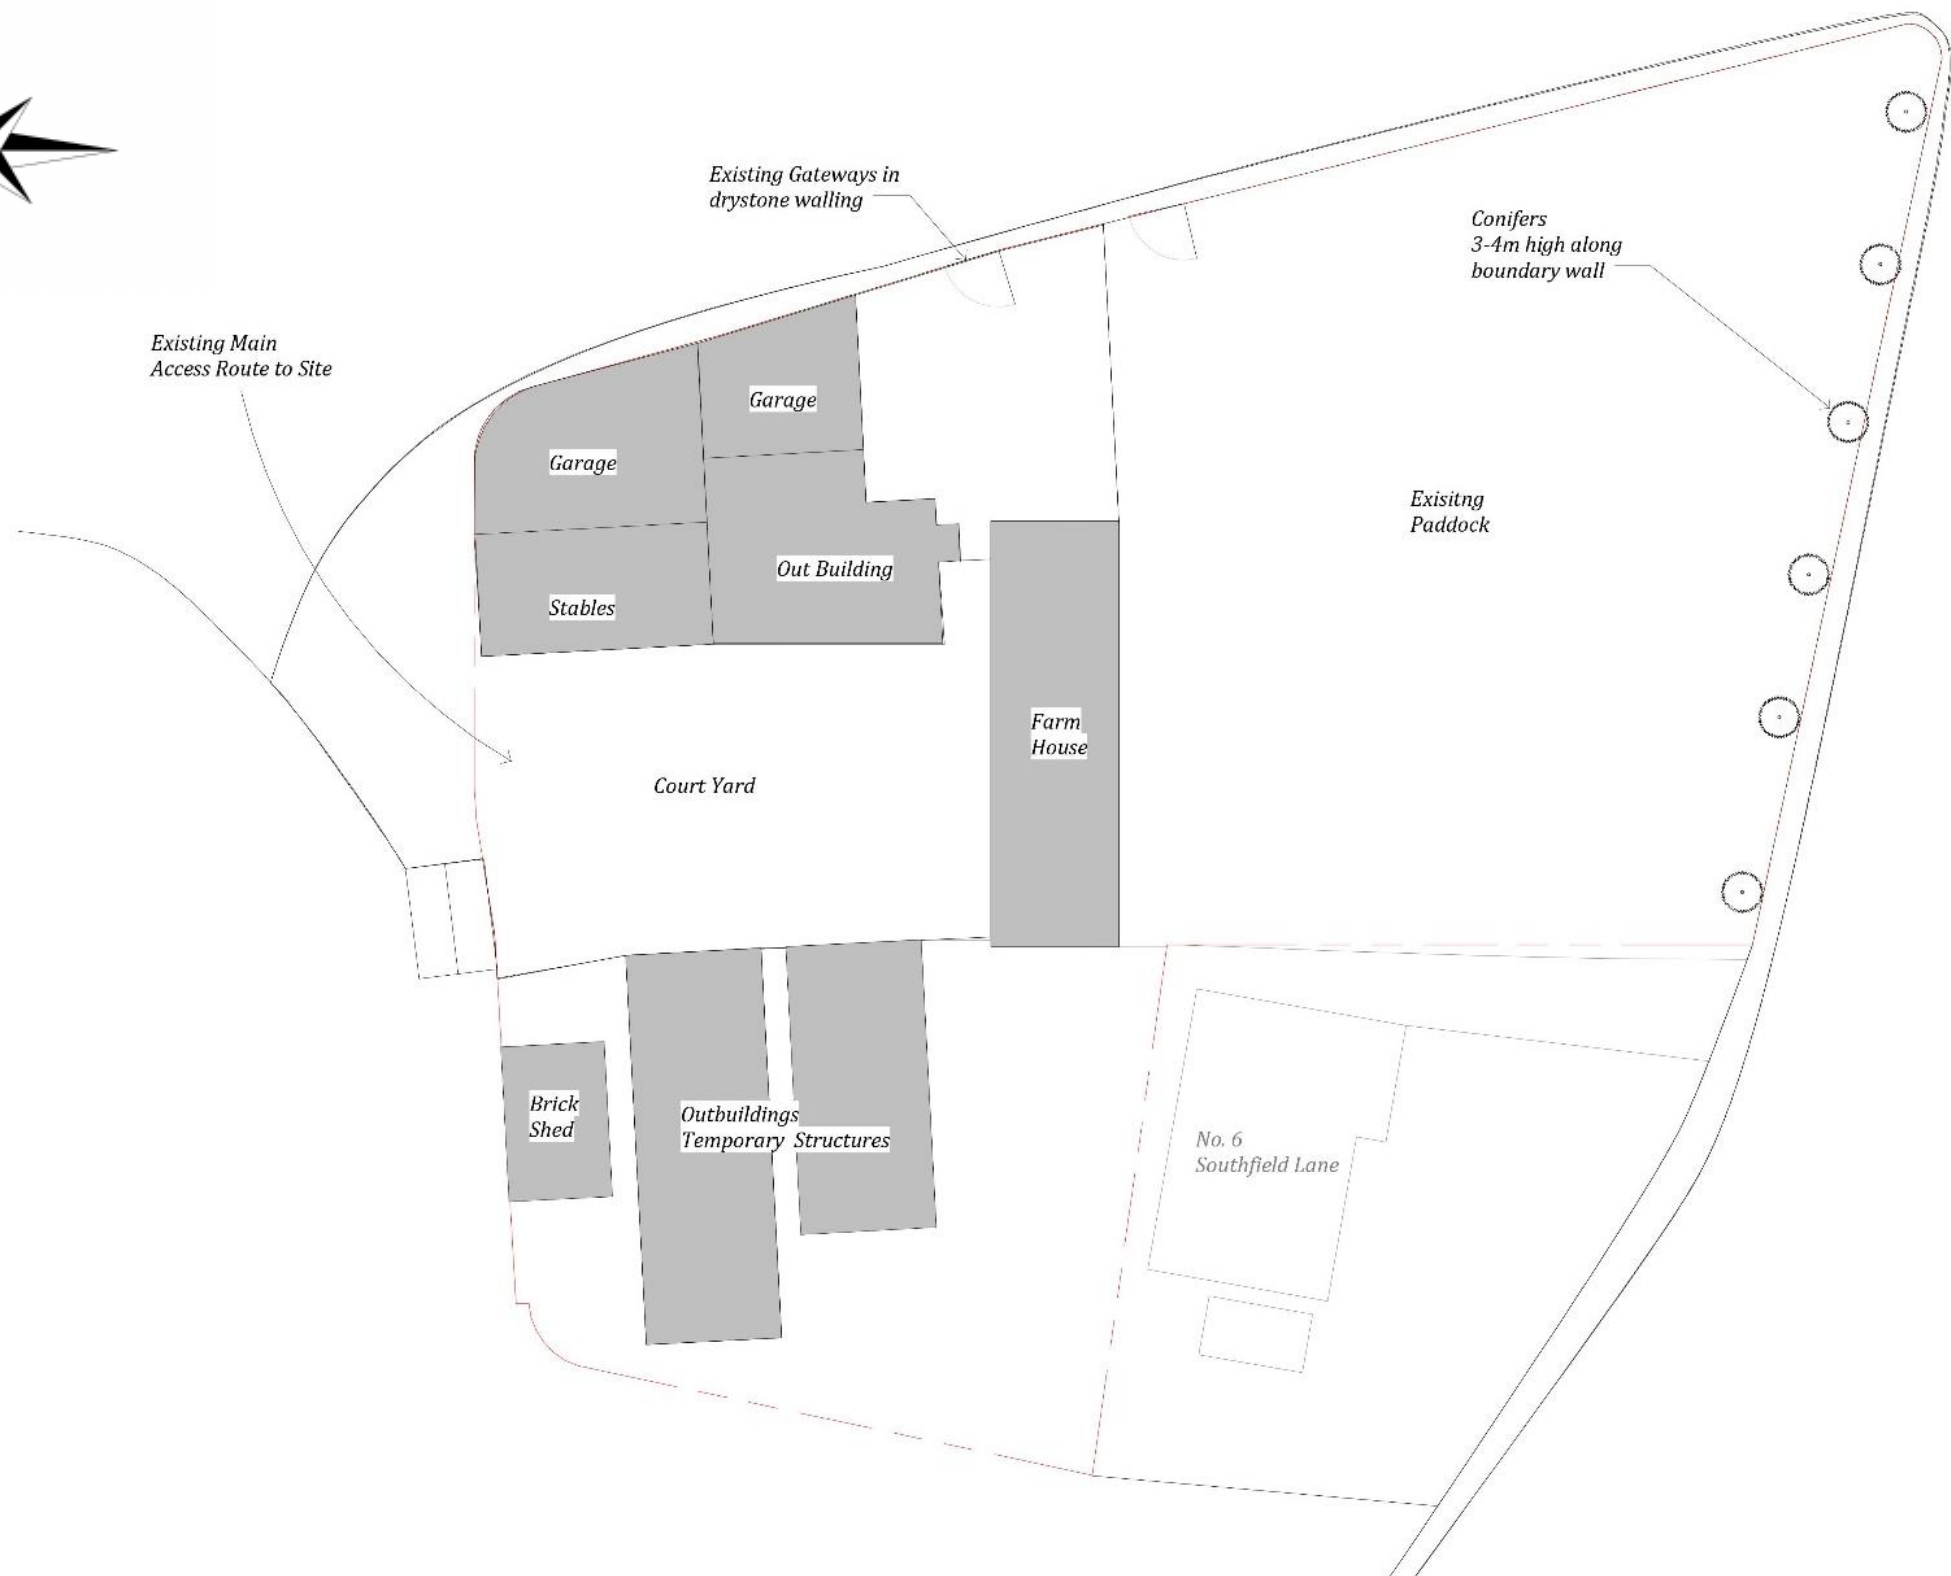 Existing Gateways in
drystone walling
Conifers
3-4m high along
boundary wall
Existing Main
Access Route to Site
Garage
Garage
Exisitng
Paddock
Out Building
Stables
Farm
House
Court Yard
Brick
Shed
Outbuildings
Temporary Structures
No. 6
Southfield Lane